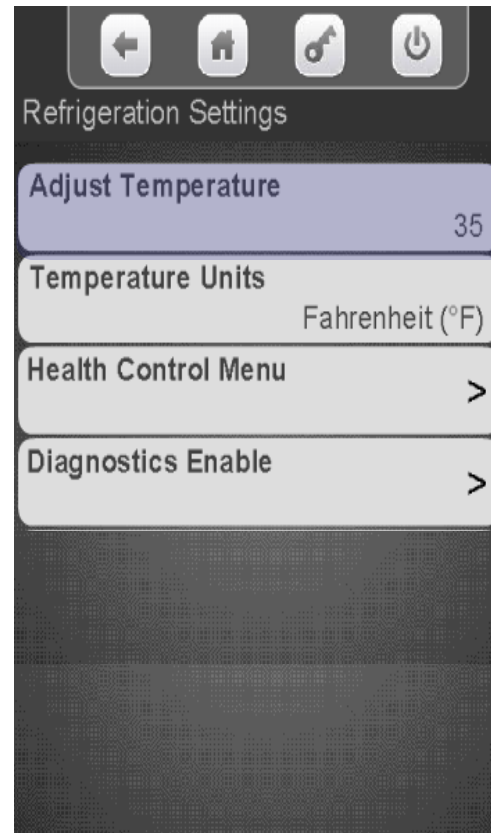 Refrigeration Settings
Adjust Temperature
35
Temperature Units
Fahrenheit (°F)
Health Control Menu
>
Diagnostics Enable
>